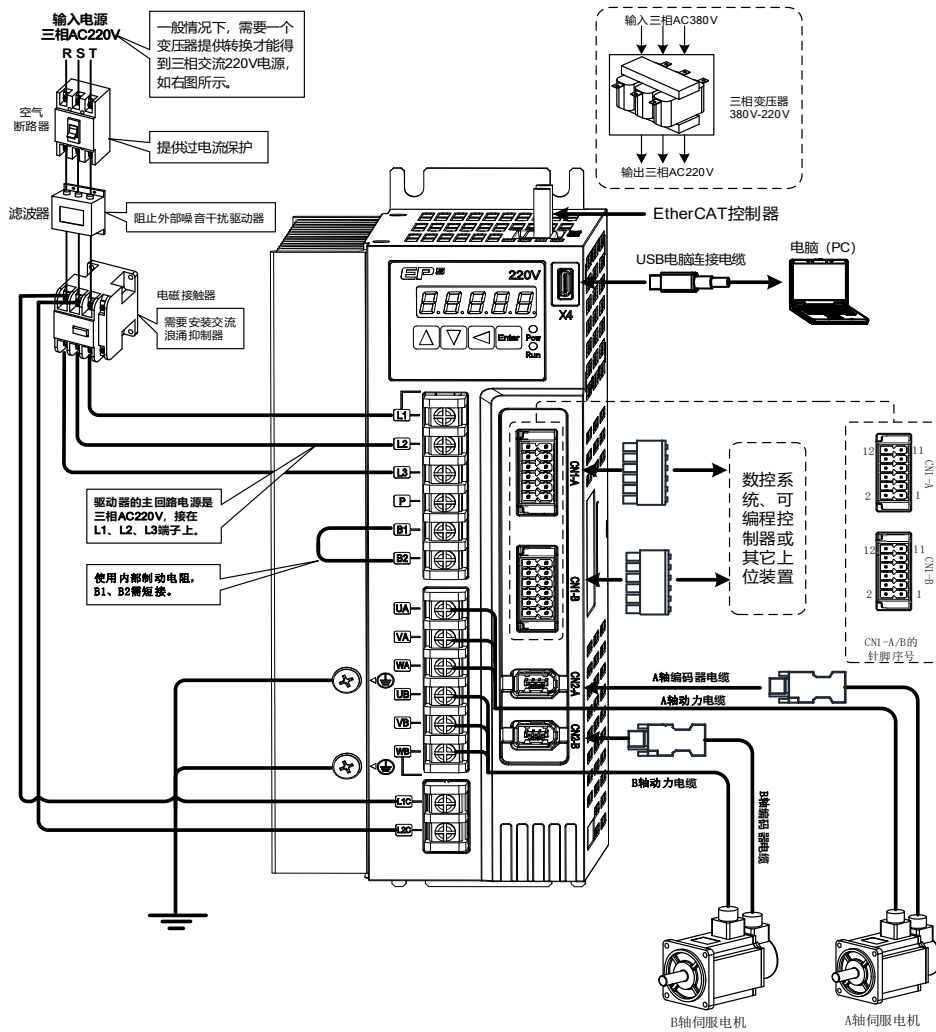 输入电源
三相AC220V
R S T
一般情况下，需要一个
变压器提供转换才能得
到三相交流220V电源，
如右图所示。
输入三相AC380V
三相变压器
380V-220V
输出三相AC220V
空气
断路器
提供过电流保护
滤波器
阻止外部噪音干扰驱动器
EtherCAT控制器
电磁接触器
需要安装交流
浪涌抑制器
EP5
220V
8.8.8.8.8
Enter
Pow
Run
X4
USB电脑连接电缆
电脑（PC）
L1
L2
L3
P
B1
B2
驱动器的主回路电源是
三相AC220V，接在
L1、L2、L3端子上。
使用内部制动电阻，
B1、B2需短接。
CN1-A
CN1-B
数控系
统、可
编程控
制器或
其它上
位装置
12
11
2
1
CN1-A
12
11
2
1
CN1-B
CN1-A/B的
针脚序号
UA
VA
WA
UB
VB
WB
CN2-A
CN2-B
A轴编码器电缆
A轴动力电缆
B轴动力电缆
B轴编码器电缆
L1C
L2C
B轴伺服电机
A轴伺服电机